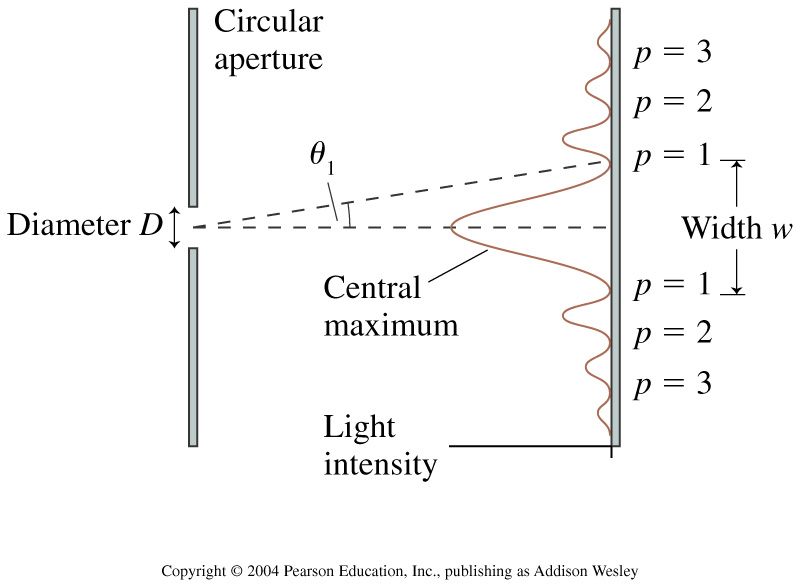 Circular
aperture
p = 3
p = 2
p = 1
θ₁
Diameter D
Width w
Central
maximum
p = 1
p = 2
p = 3
Light
intensity
Copyright © 2004 Pearson Education, Inc., publishing as Addison Wesley